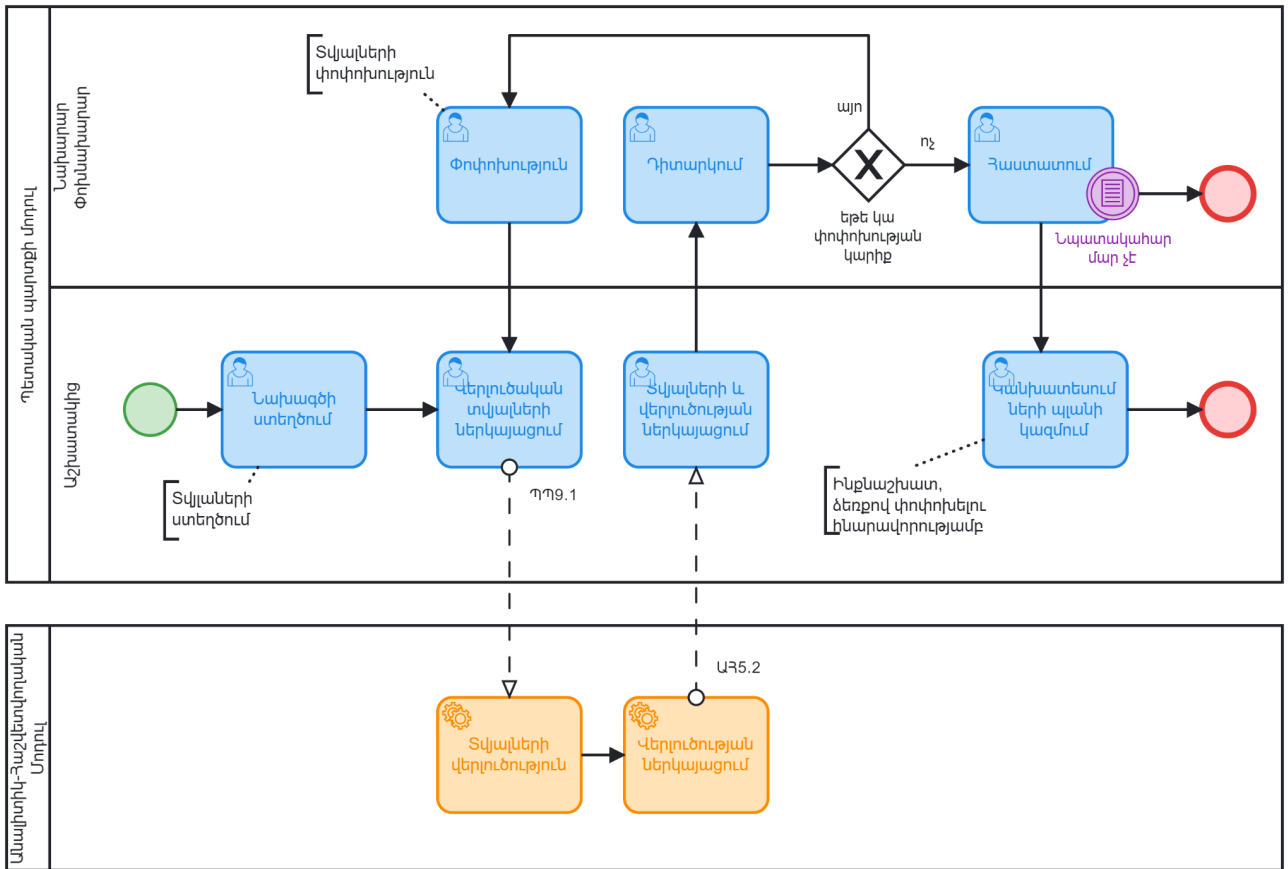 Պետական պարտքի մոդուլ
Նախարար
Փոխնախարար
Տվյալների
փոփոխություն
Փոփոխություն
Դիտարկում
այո
ոչ
եթե կա
փոփոխության
կարիք
Հաստատում
Նպատակահար
մար չէ
Աշխատակից
Նախագծի
ստեղծում
Տվյլաների
ստեղծում
Վերլուծական
տվյալների
ներկայացում
ՊՊ9.1
Տվյալների և
վերլուծության
ներկայացում
Կանխատեսում
ների պլանի
կազմում
Ինքնաշխատ,
ձեռքով փոփոխելու
հնարավորությամբ
Անալիտիկ-Հաշվետվողական
Մոդուլ
ԱՀ5.2
Տվյալների
վերլուծություն
Վերլուծության
ներկայացում